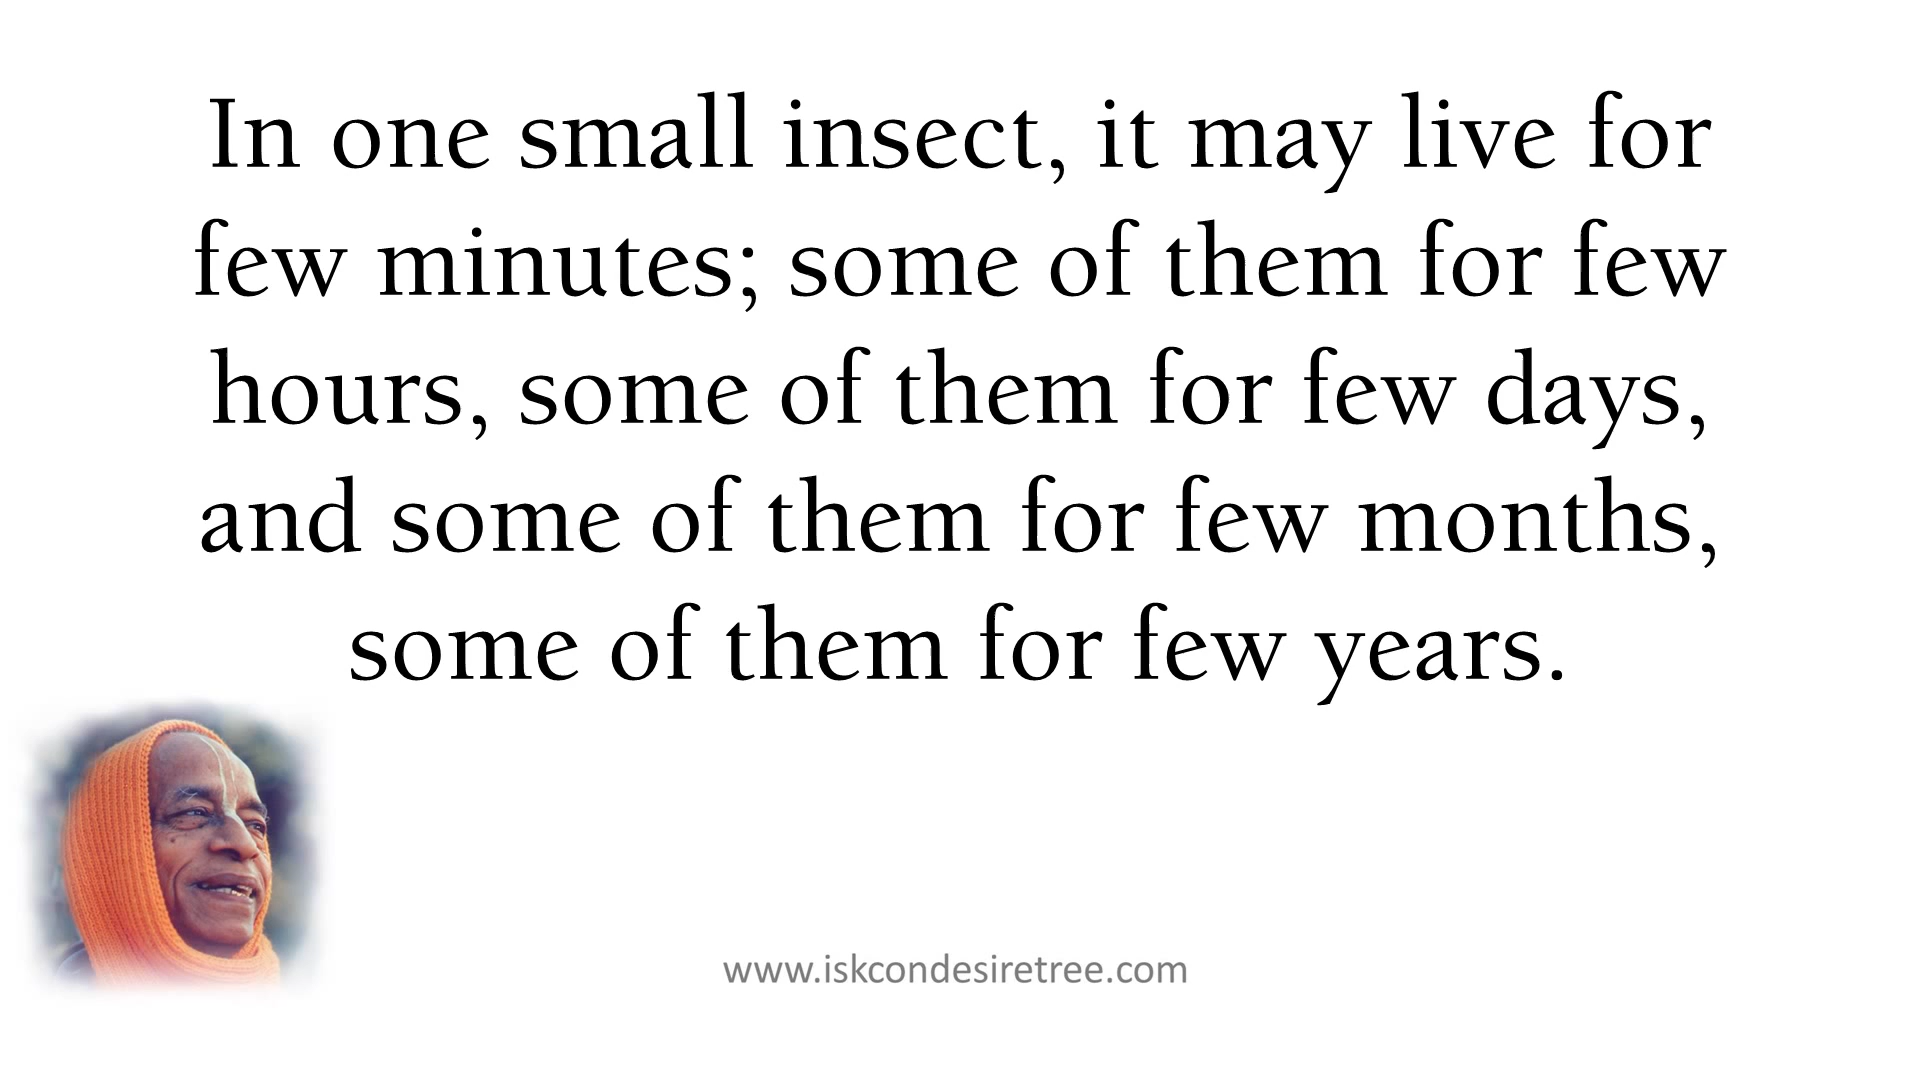 In one small insect, it may live for
few minutes; some of them for few
hours, some of them for few days,
and some of them for few months,
some of them for few years.
www.iskcondesiretree.com